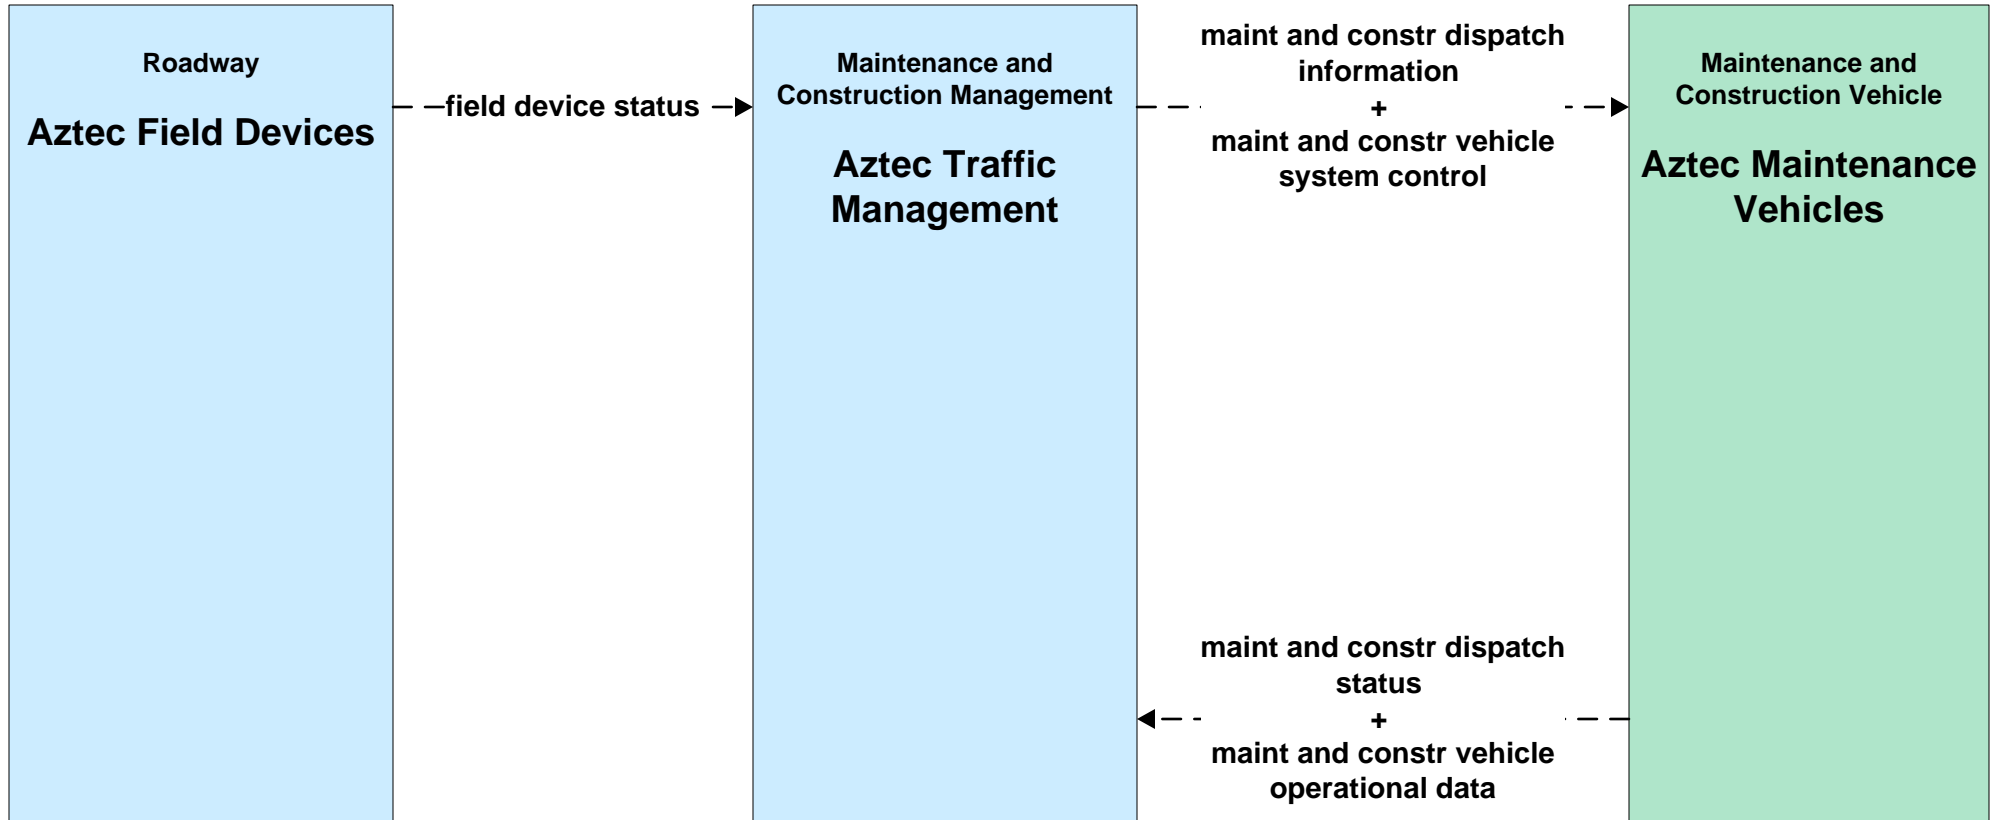 Roadway
Aztec Field Devices
field device status
Maintenance and
Construction Management
Aztec Traffic
Management
maint and constr dispatch
information
+
maint and constr vehicle
system control
Maintenance and
Construction Vehicle
Aztec Maintenance
Vehicles
maint and constr dispatch
status
+
maint and constr vehicle
operational data